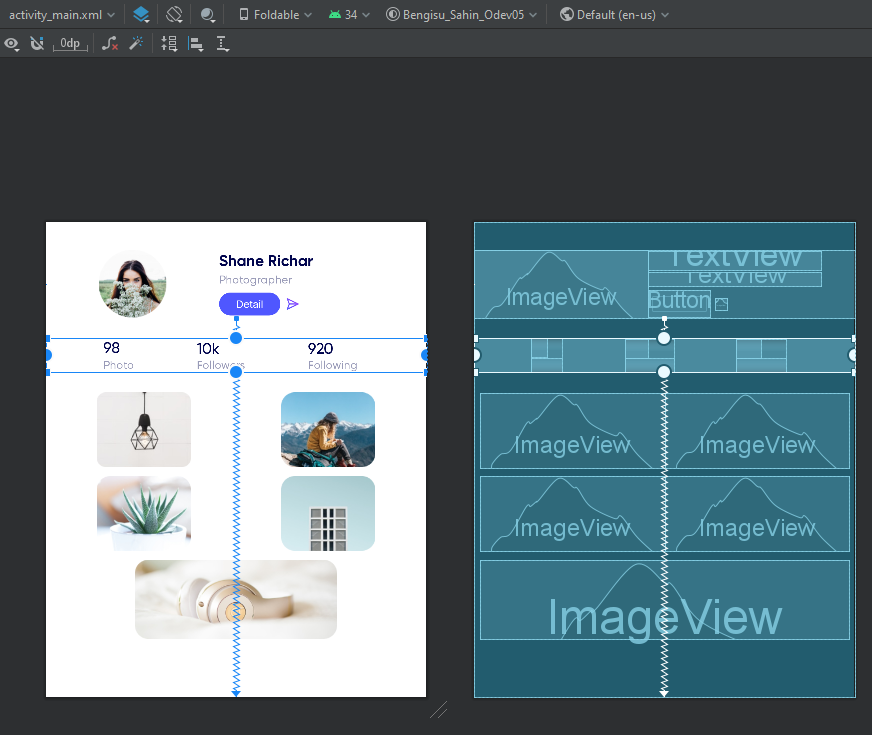 activity_main.xml Foldable 34 Bengisu_Sahin_Odev05 Default (en-us)
0dp
Shane Richar
Photographer
Detail
98 10k 920
Photo Followers Following
TextView
TextView
ImageView Button
ImageView ImageView
ImageView ImageView
ImageView